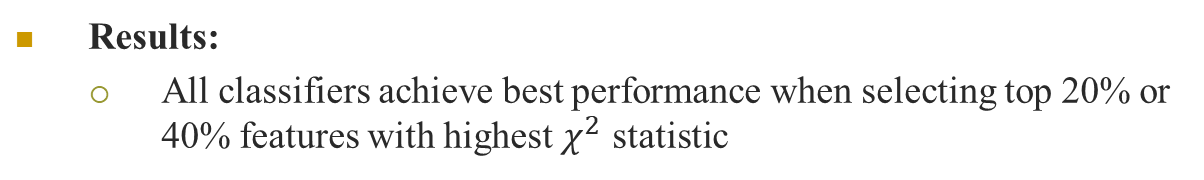 Results:
All classifiers achieve best performance when selecting top 20% or
40% features with highest χ² statistic